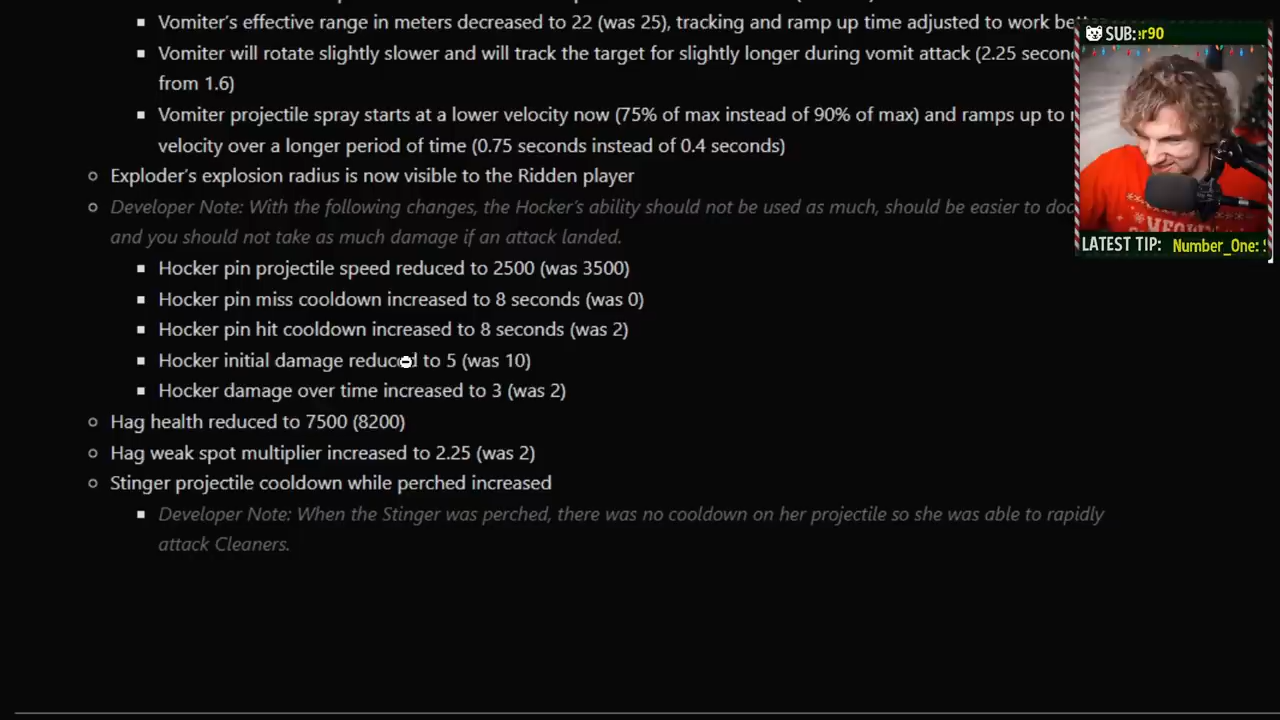 Vomiter's effective range in meters decreased to 22 (was 25), tracking and ramp up time adjusted to work
Vomiter will rotate slightly slower and will track the target for slightly longer during vomit attack (2.25
from 1.6)
Vomiter projectile spray starts at a lower velocity now (75% of max instead of 90% of max) and ramps up to
velocity over a longer period of time (0.75 seconds instead of 0.4 seconds)
Exploder's explosion radius is now visible to the Ridden player
Developer Note: With the following changes, the Hocker's ability should not be used as much, should be easier to
and you should not take as much damage if an attack landed.
Hocker pin projectile speed reduced to 2500 (was 3500)
Hocker pin miss cooldown increased to 8 seconds (was 0)
Hocker pin hit cooldown increased to 8 seconds (was 2)
Hocker initial damage reduced to 5 (was 10)
Hocker damage over time increased to 3 (was 2)
Hag health reduced to 7500 (8200)
Hag weak spot multiplier increased to 2.25 (was 2)
Stinger projectile cooldown while perched increased
Developer Note: When the Stinger was perched, there was no cooldown on her projectile so she was able to rapidly
attack Cleaners.
SUB: r90
LATEST TIP: Number_One: